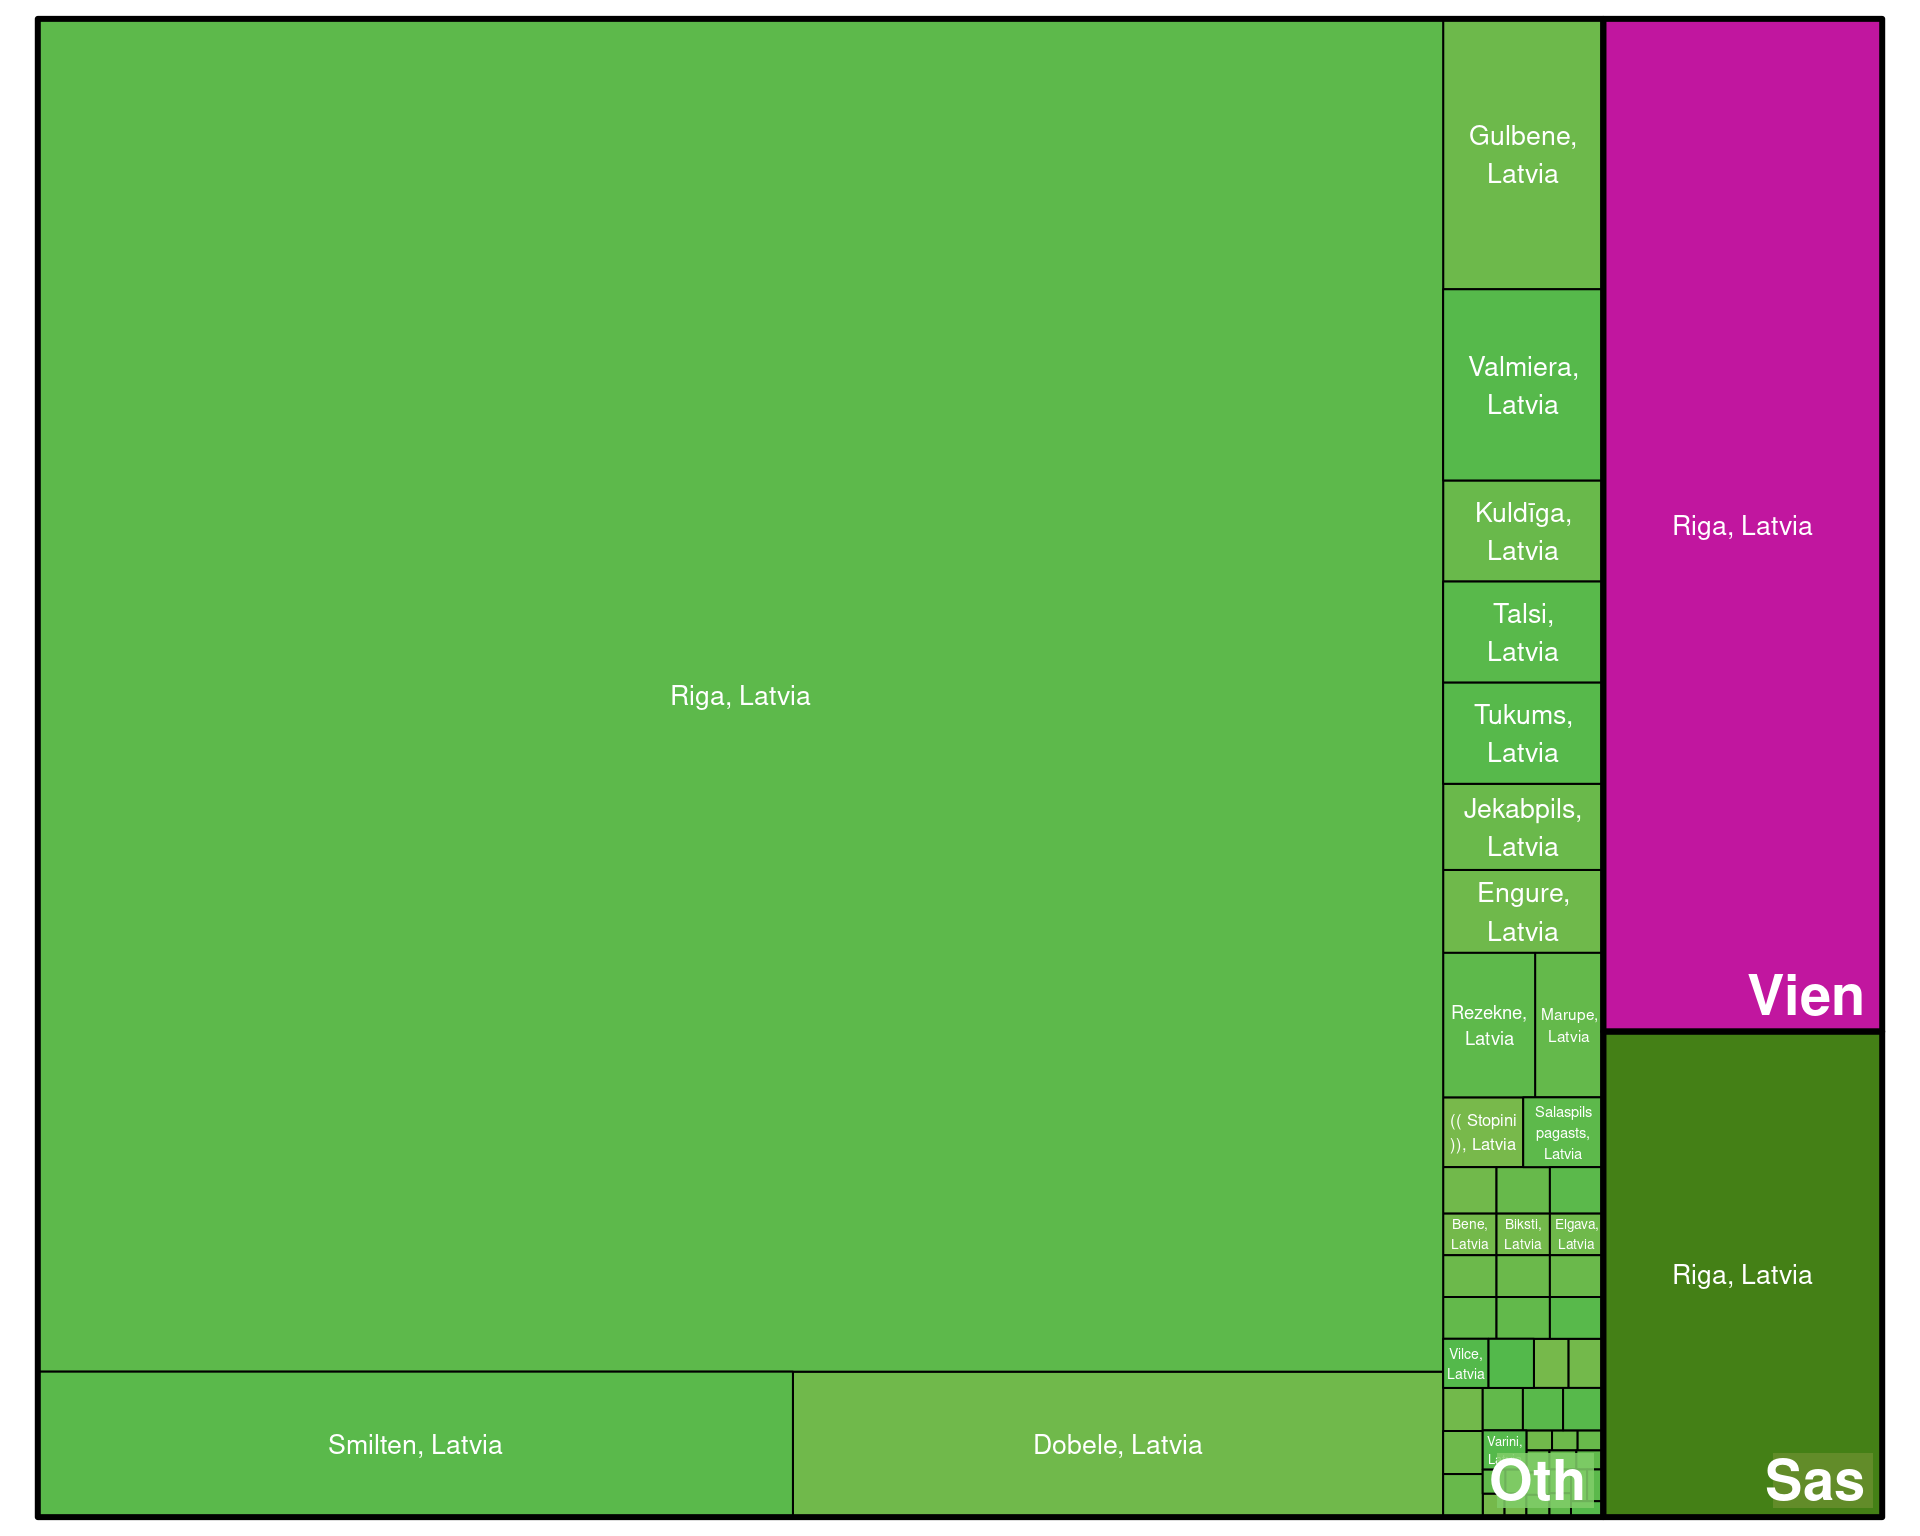 Riga, Latvia
Smilten, Latvia
Dobele, Latvia
Gulbene,
Latvia
Valmiera,
Latvia
Kuldīga,
Latvia
Talsi,
Latvia
Tukums,
Latvia
Jekabpils,
Latvia
Engure,
Latvia
Rezekne,
Latvia
Marupe,
Latvia
(( Stopini
)), Latvia
Salaspils
pagasts,
Latvia
Bene,
Latvia
Biksti,
Latvia
Elgava,
Latvia
Vilce,
Latvia
Varini,
Oth
Riga, Latvia
Vien
Riga, Latvia
Sas